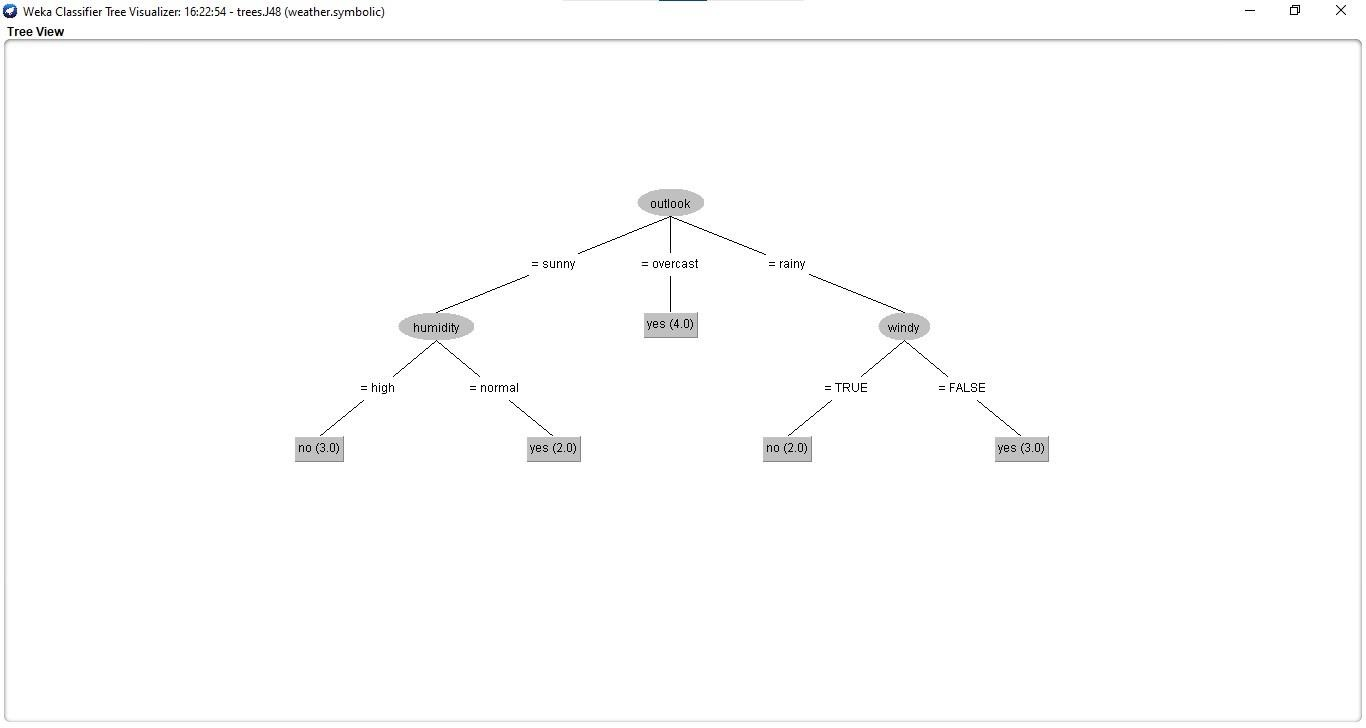 Weka Classifier Tree Visualizer: 16:22:54 - trees.J48 (weather.symbolic)
Tree View
outlook
= sunny
= overcast
= rainy
humidity
yes (4.0)
windy
= high
= normal
= TRUE
= FALSE
no (3.0)
yes (2.0)
no (2.0)
yes (3.0)